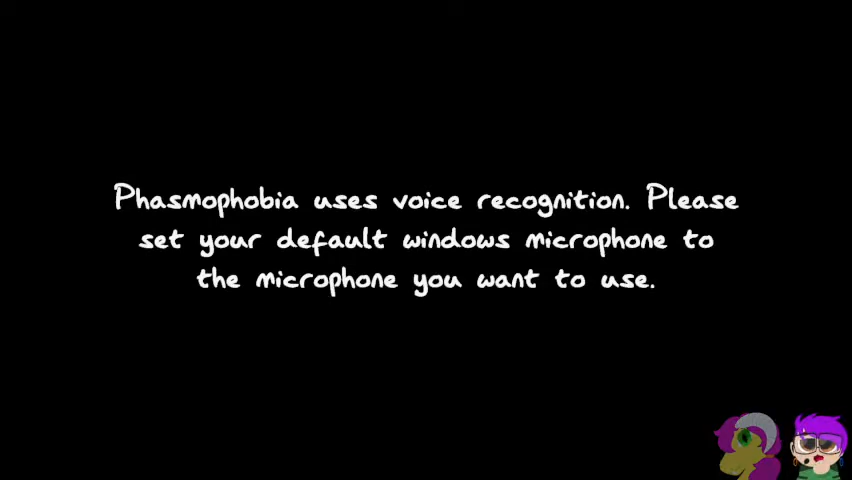 Phasmophobia uses voice recognition. Please
set your default windows microphone to
the microphone you want to use.